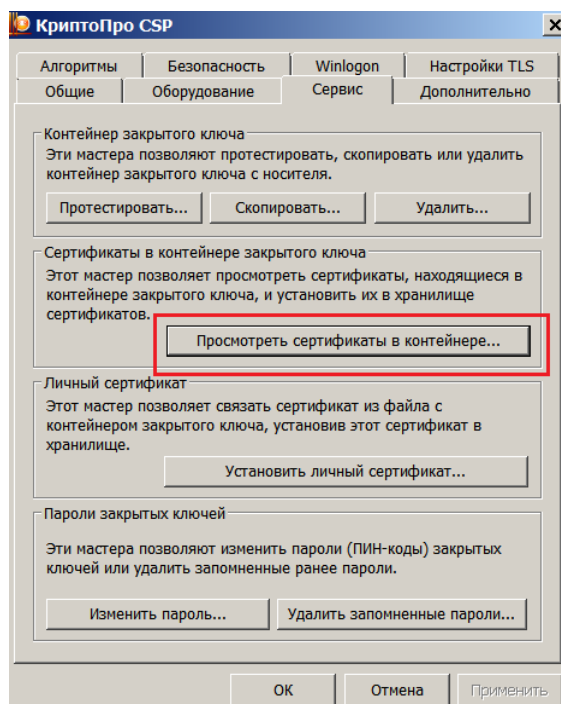 КриптоПро CSP
Алгоритмы Безопасность Winlogon Настройки TLS
Общие Оборудование Сервис Дополнительно
Контейнер закрытого ключа
Эти мастера позволяют протестировать, скопировать или удалить
контейнер закрытого ключа с носителя.
Протестировать... Скопировать... Удалить...
Сертификаты в контейнере закрытого ключа
Этот мастер позволяет просмотреть сертификаты, находящиеся в
контейнере закрытого ключа, и установить их в хранилище
сертификатов.
Просмотреть сертификаты в контейнере...
Личный сертификат
Этот мастер позволяет связать сертификат из файла с
контейнером закрытого ключа, установив этот сертификат в
хранилище.
Установить личный сертификат...
Пароли закрытых ключей
Эти мастера позволяют изменить пароли (ПИН-коды) закрытых
ключей или удалить запомненные ранее пароли.
Изменить пароль... Удалить запомненные пароли...
ОК Отмена Применить